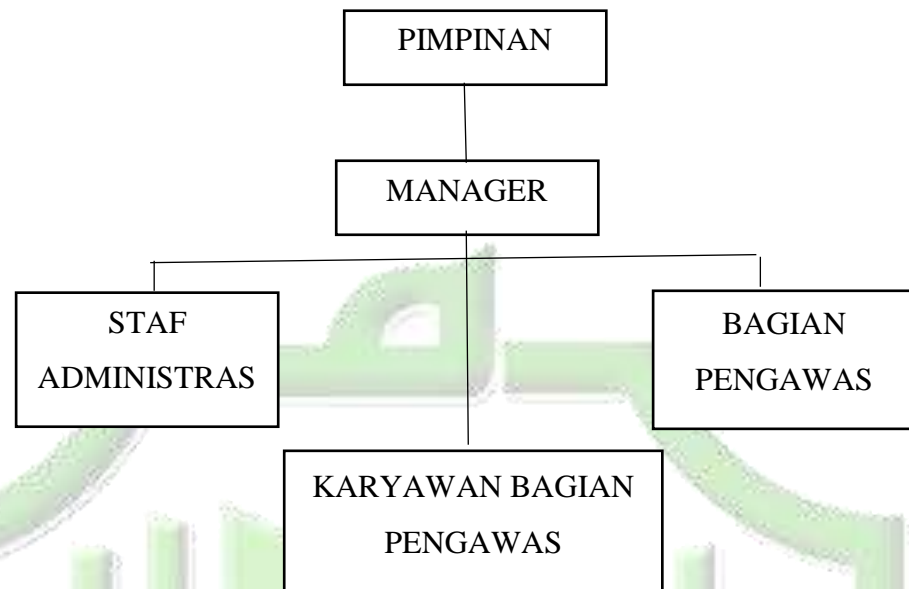 PIMPINAN
MANAGER
STAF
ADMINISTRAS
BAGIAN
PENGAWAS
KARYAWAN BAGIAN
PENGAWAS